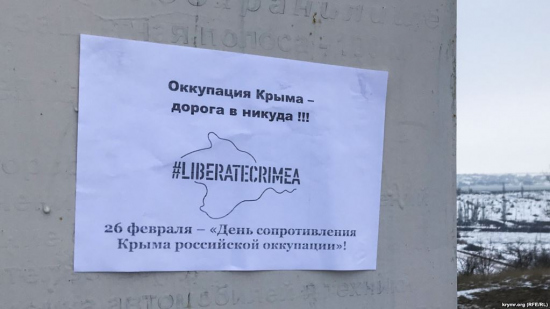 Оккупация Крыма –
дорога в никуда !!!
#LIBERATECRIMEA
26 февраля – «День сопротивления
Крыма российской оккупации»!
krymr.org (RFE/RL)